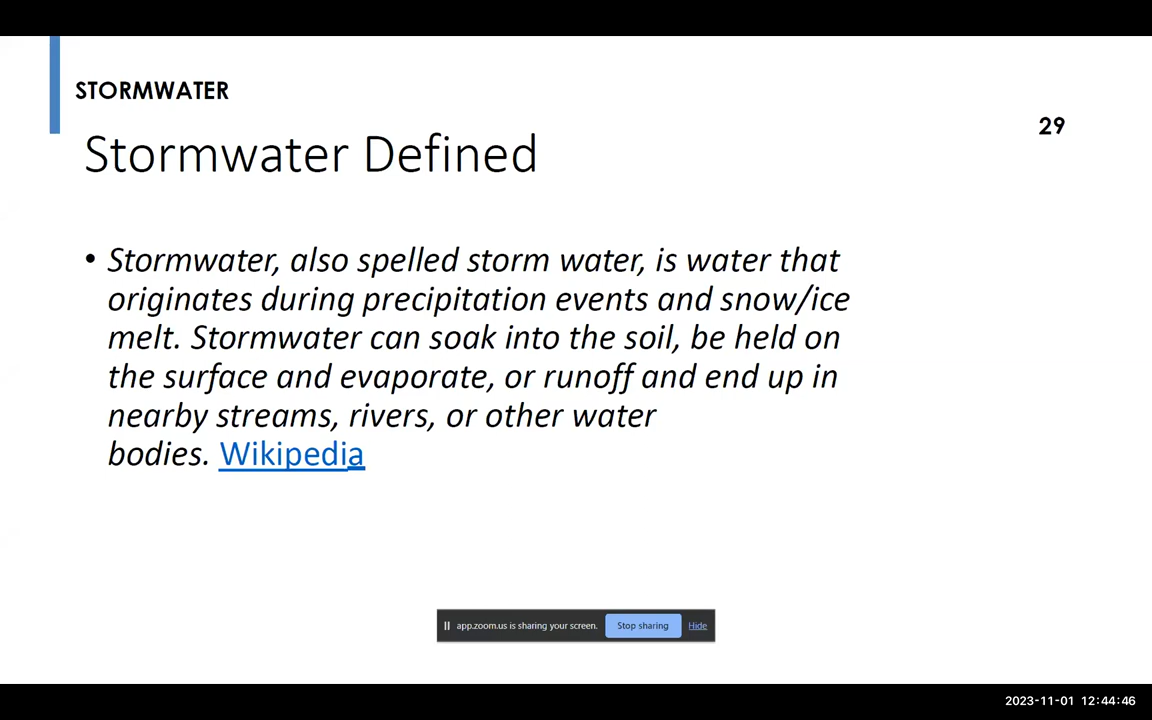 STORMWATER
29
Stormwater Defined
• Stormwater, also spelled storm water, is water that
originates during precipitation events and snow/ice
melt. Stormwater can soak into the soil, be held on
the surface and evaporate, or runoff and end up in
nearby streams, rivers, or other water
bodies. Wikipedia
app.zoom.us is sharing your screen. Stop sharing Hide
2023-11-01 12:44:46